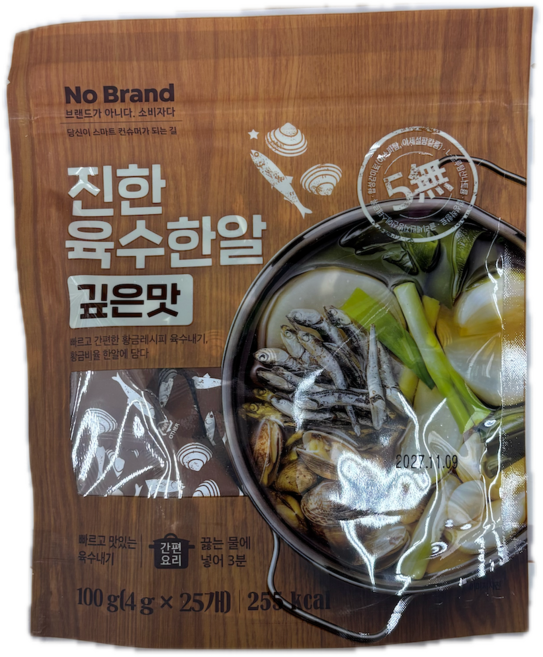 No Brand
브랜드가 아니다. 소비자다
당신이 스마트 컨슈머가 되는 길
5無
진한
육수한알
깊은맛
빠르고 간편한 황금레시피 육수내기,
황금비율 한알에 담다
2027.11.09
빠르고 맛있는
육수내기
간편
요리
끓는 물에
넣어 3분
100 g(4 g × 25개) 255 kcal